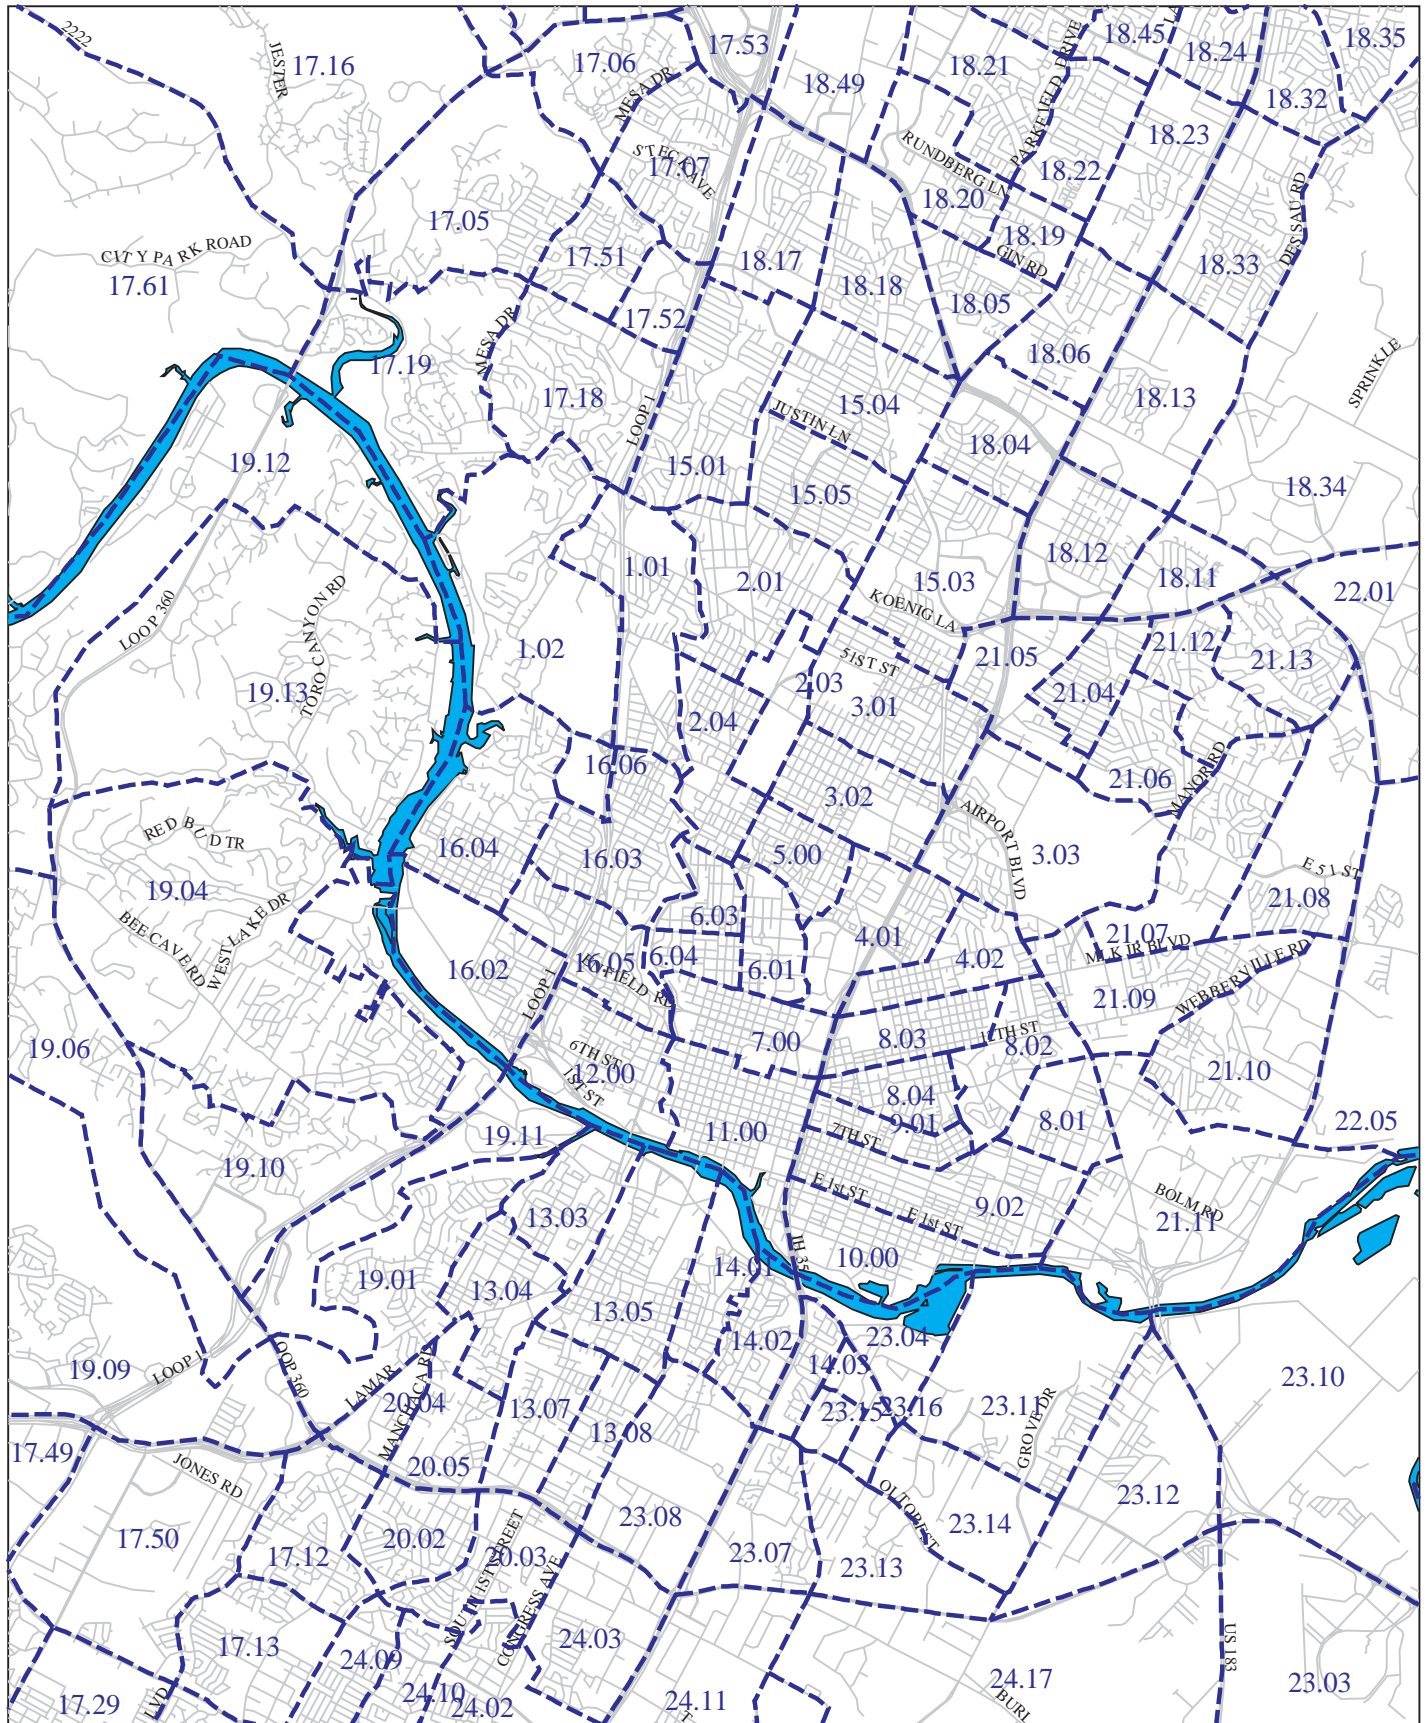 2222
JESTER
17.16
17.06
17.53
18.49
18.21
PARKFIELD DRIVE
18.45
LA
18.24
18.35
MESA DR
18.32
18.23
STECK AVE
17.07
RUNDBERG LN
18.22
18.20
17.05
CITY PARK ROAD
17.61
17.51
18.17
18.18
18.19
GIN RD
18.05
18.33
DESSAU RD
17.52
MESA DR
17.19
17.18
18.06
SPRINKLE
LOOP 1
15.04
JUSTIN LN
18.13
19.12
15.01
18.04
15.05
18.34
1.01
2.01
15.03
18.12
18.11
22.01
KOENIG LA
LOOP 360
TORO CANYON RD
1.02
51ST ST
21.05
21.12
21.13
19.13
2.03
3.01
21.04
2.04
16.06
3.02
21.06
MANOR RD
RED BUD TR
16.04
16.03
5.00
AIRPORT BLVD
3.03
E 51 ST
19.04
21.08
BEE CAVE RD
WEST LAKE DR
6.03
4.01
21.07
MLK JR BLVD
16.02
LOOP 1
16.05
ENFIELD RD
6.04
6.01
4.02
WEBBERVILLE RD
21.09
19.06
6TH ST
1ST ST
12.00
7.00
8.03
12TH ST
8.02
21.10
8.04
9.01
8.01
22.05
19.11
11.00
7TH ST
19.10
E 1st ST
E 1st ST
9.02
BOLM RD
21.11
13.03
IH 35
10.00
19.01
13.04
14.01
13.05
14.02
23.04
19.09
LOOP 1
OOP 360
LAMAR
20.04
MANCHACA RD
14.03
23.15
23.16
23.11
GROVE DR
23.10
13.07
13.08
17.49
JONES RD
20.05
23.12
17.50
17.12
20.02
SOUTH 1ST STREET
20.03
CONGRESS AVE
23.08
23.07
23.13
OLTORF ST
23.14
17.13
24.09
24.03
24.17
US 183
23.03
17.29
LVD
24.10
24.02
24.11
T
BURL